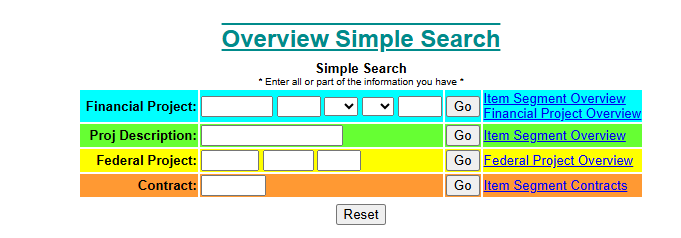 Overview Simple Search
Simple Search
* Enter all or part of the information you have *
Financial Project: Go Item Segment Overview
Financial Project Overview
Proj Description: Go Item Segment Overview
Federal Project: Go Federal Project Overview
Contract: Go Item Segment Contracts
Reset